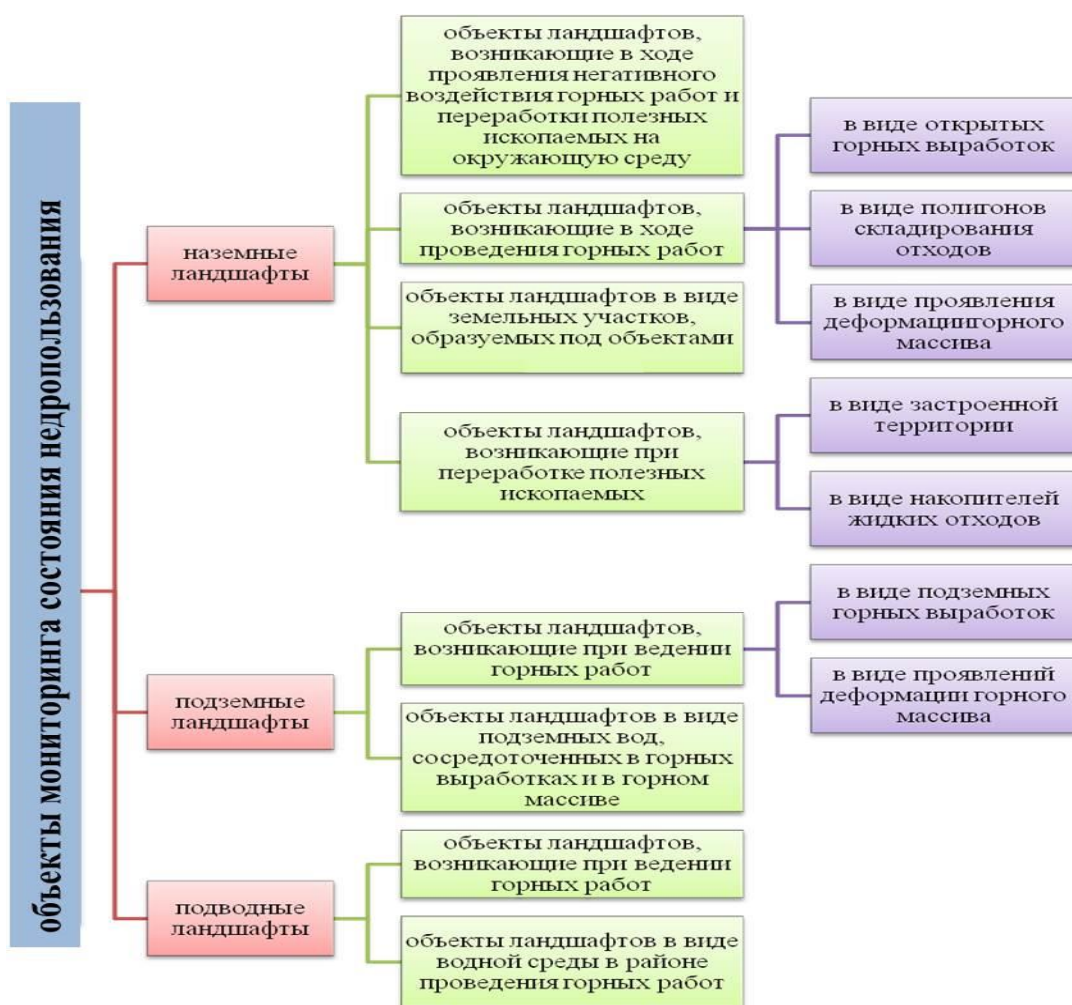 объекты мониторинга состояния недропользования
наземные
ландшафты
объекты ландшафтов,
возникающие в ходе
проявления негативного
воздействия горных работ и
переработки полезных
ископаемых на
окружающую среду
объекты ландшафтов,
возникающие в ходе
проведения горных работ
в виде открытых
горных выработок
в виде полигонов
складирования
отходов
в виде проявления
деформациигорного
массива
объекты ландшафтов в виде
земельных участков,
образуемых под объектами
объекты ландшафтов,
возникающие при
переработке полезных
ископаемых
в виде застроенной
территории
в виде накопителей
жидких отходов
подземные
ландшафты
объекты ландшафтов,
возникающие при ведении
горных работ
в виде подземных
горных выработок
в виде проявлений
деформации горного
массива
объекты ландшафтов в виде
подземных вод,
сосредоточенных в горных
выработках и в горном
массиве
подводные
ландшафты
объекты ландшафтов,
возникающие при ведении
горных работ
объекты ландшафтов в виде
водной среды в районе
проведения горных работ